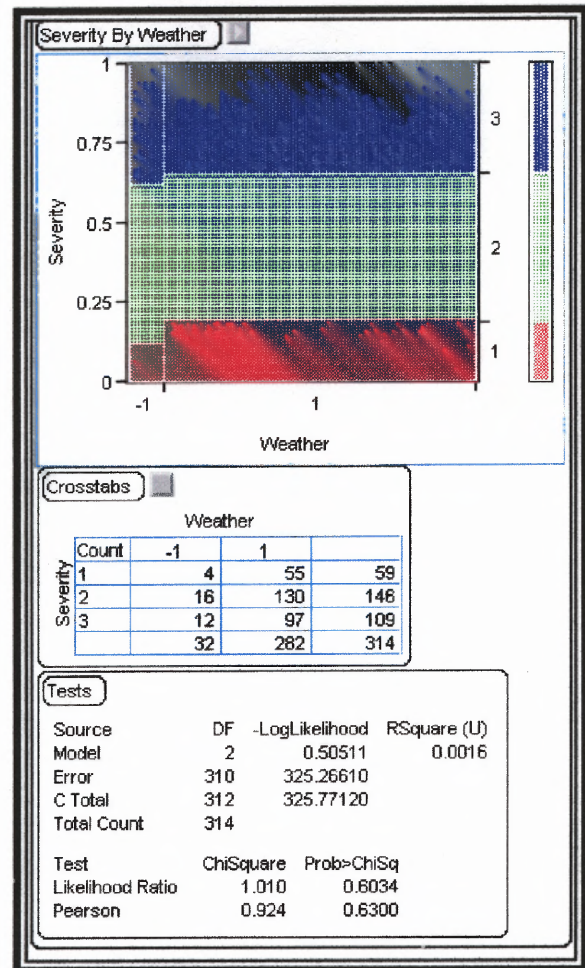 Severity By Weather
1
0.75
0.5
0.25
0
Severity
3
2
1
-1 1
Weather
Crosstabs
Weather
Severity
Count -1 1
1 4 55 59
2 16 130 146
3 12 97 109
32 282 314
Tests
Source DF -LogLikelihood RSquare (U)
Model 2 0.50511 0.0016
Error 310 325.26610
C Total 312 325.77120
Total Count 314
Test ChiSquare Prob>ChiSq
Likelihood Ratio 1.010 0.6034
Pearson 0.924 0.6300